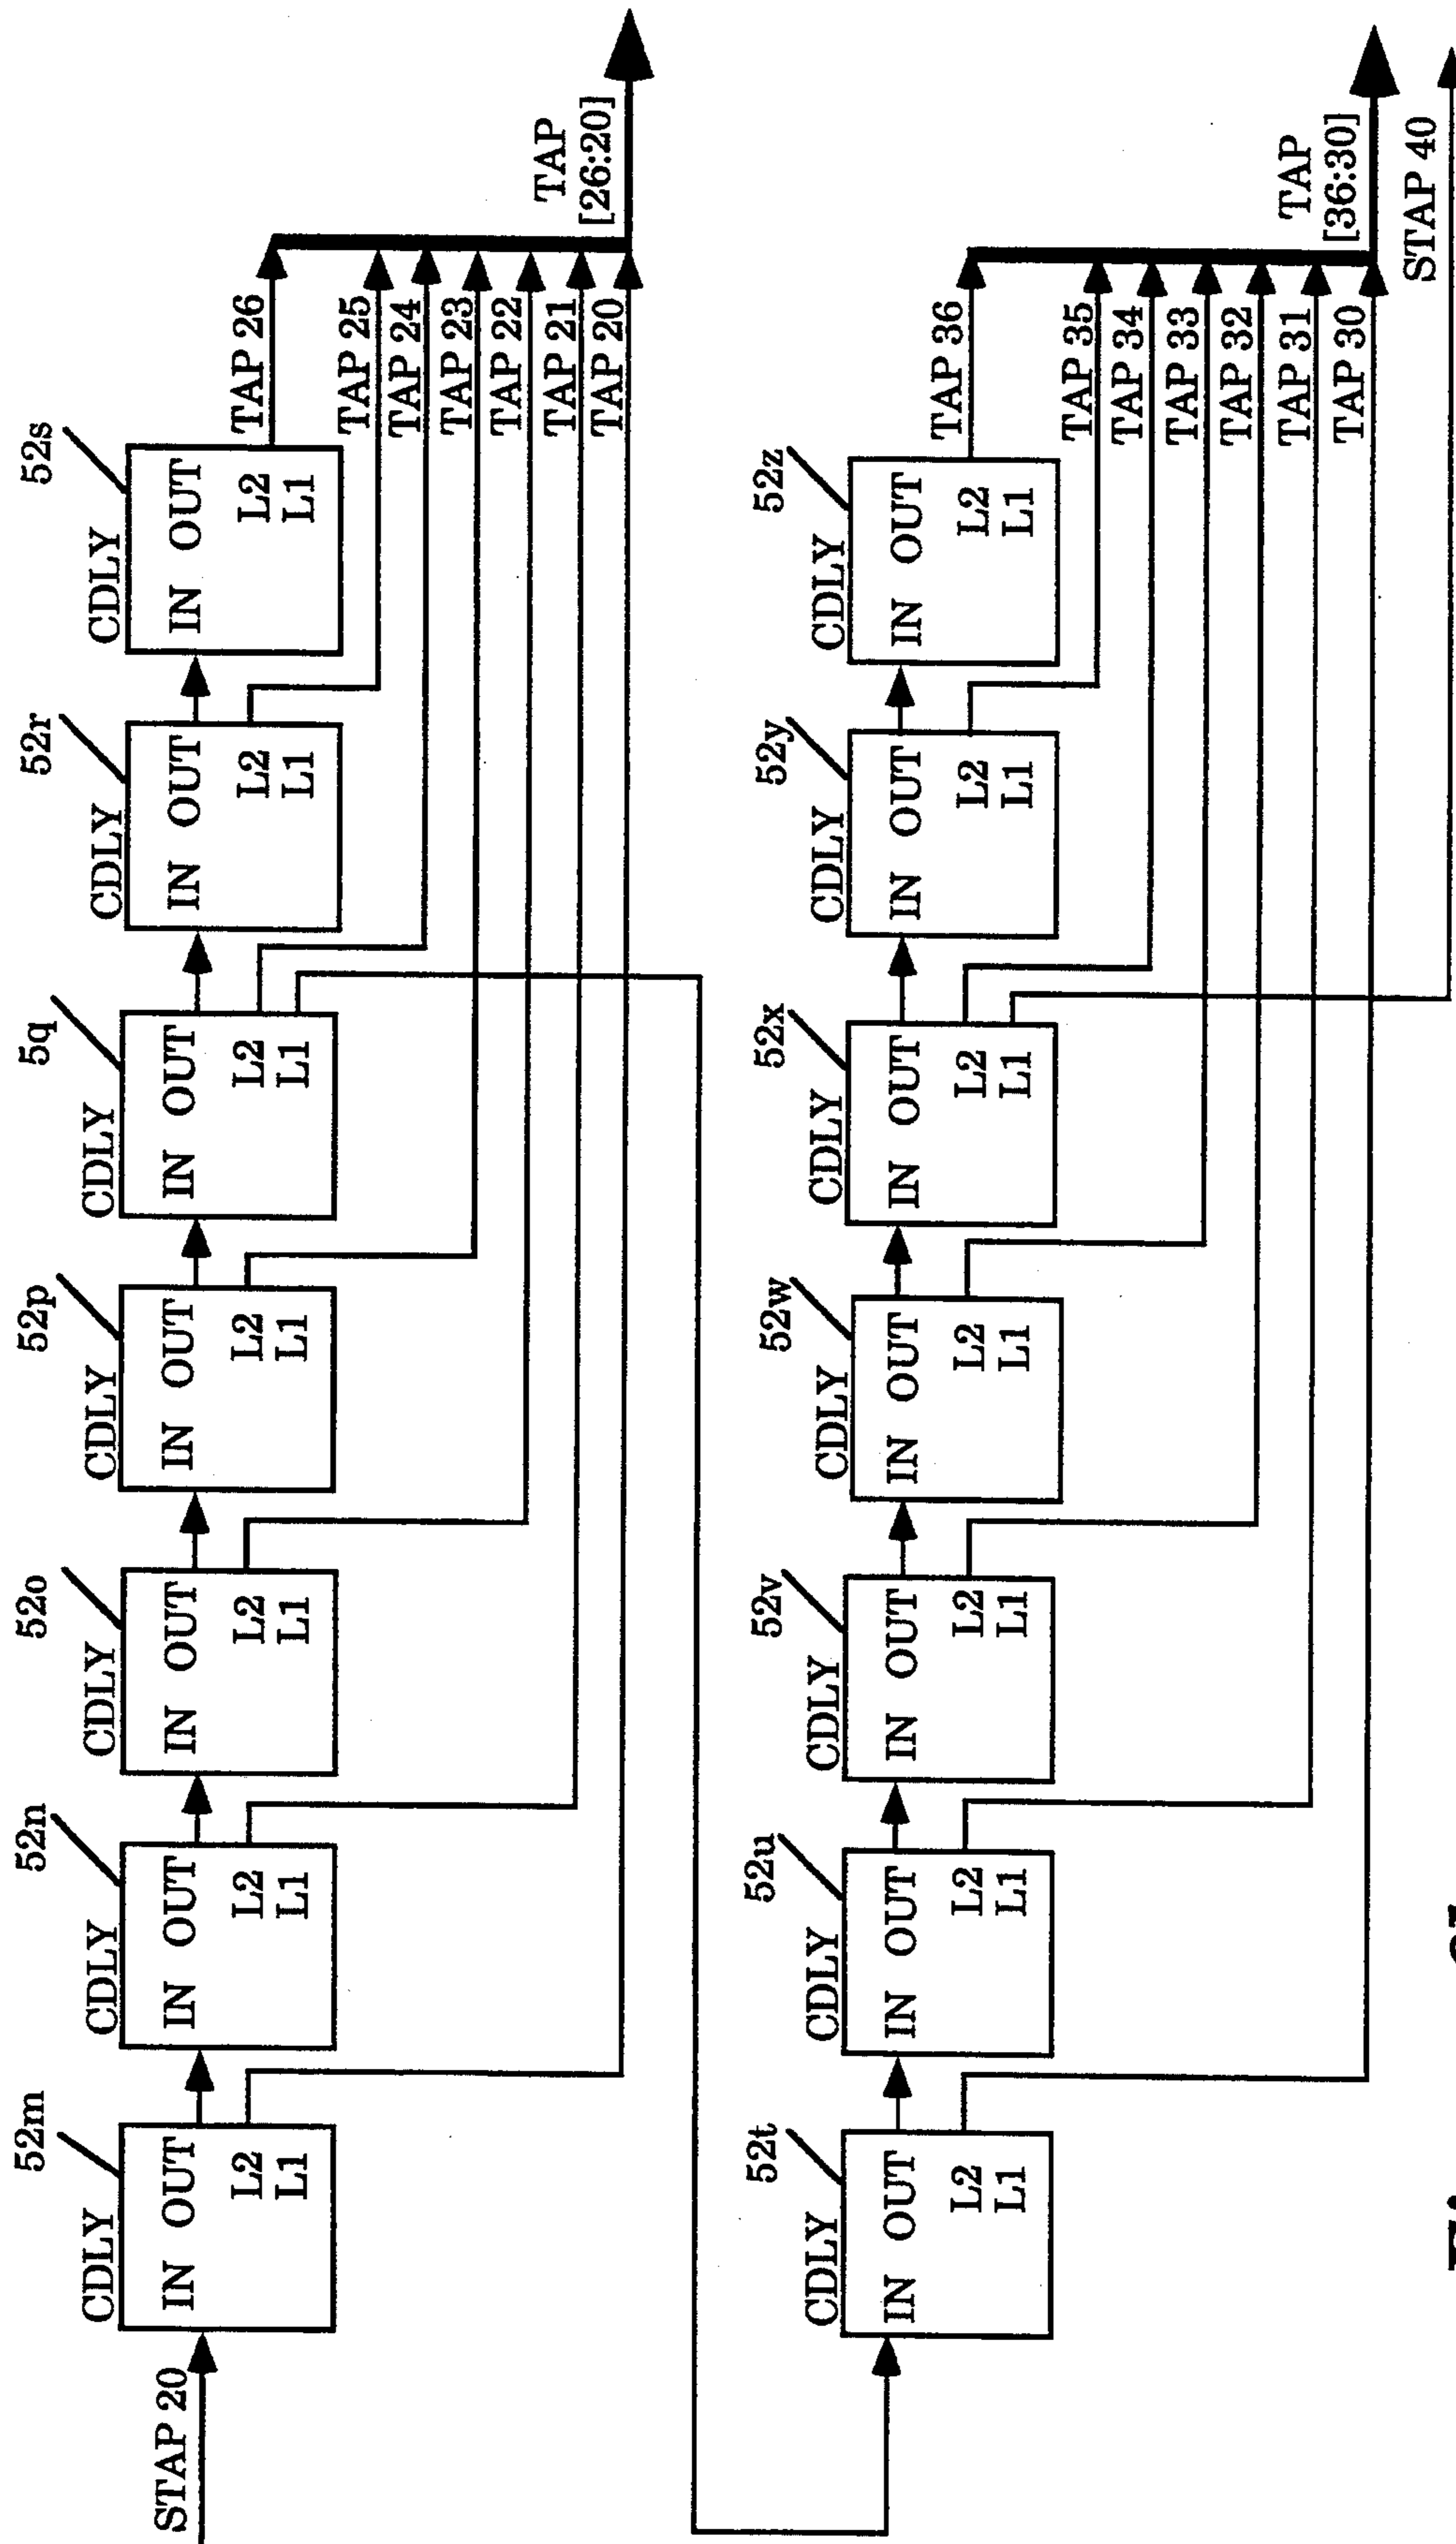 52m
52n
52o
52p
5q
52r
52s
CDLY
CDLY
CDLY
CDLY
CDLY
CDLY
CDLY
STAP 20
IN OUT
IN OUT
IN OUT
IN OUT
IN OUT
IN OUT
IN OUT
L2
L2
L2
L2
L2
L2
L2
L1
L1
L1
L1
L1
L1
L1
TAP 26
TAP 25
TAP 24
TAP 23
TAP 22
TAP 21
TAP 20
TAP
[26:20]
52t
52u
52v
52w
52x
52y
52z
CDLY
CDLY
CDLY
CDLY
CDLY
CDLY
CDLY
IN OUT
IN OUT
IN OUT
IN OUT
IN OUT
IN OUT
IN OUT
L2
L2
L2
L2
L2
L2
L2
L1
L1
L1
L1
L1
L1
L1
TAP 36
TAP 35
TAP 34
TAP 33
TAP 32
TAP 31
TAP 30
TAP
[36:30]
STAP 40